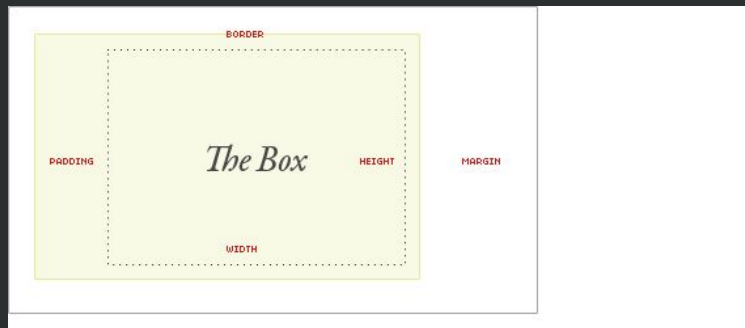 BORDER
The Box
PADDING
HEIGHT
MARGIN
WIDTH